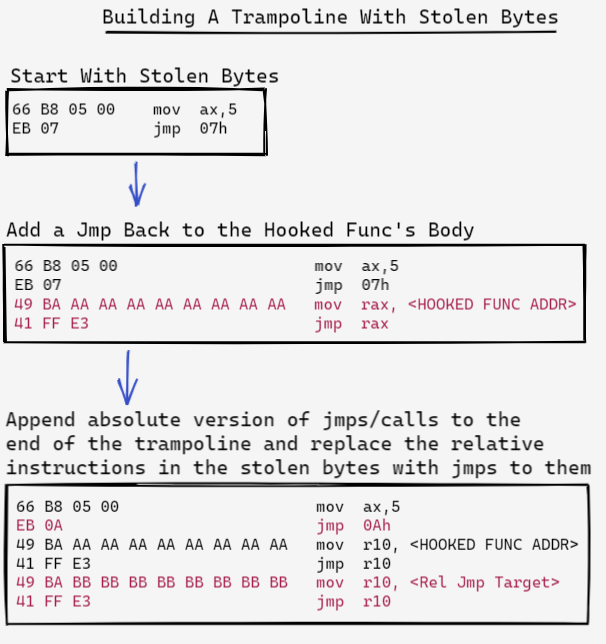 Building A Trampoline With Stolen Bytes
Start With Stolen Bytes
66 B8 05 00 mov ax,5
EB 07 jmp 07h
Add a Jmp Back to the Hooked Func's Body
66 B8 05 00 mov ax,5
EB 07 jmp 07h
49 BA AA AA AA AA AA AA AA AA mov rax, <HOOKED FUNC ADDR>
41 FF E3 jmp rax
Append absolute version of jmps/calls to the
end of the trampoline and replace the relative
instructions in the stolen bytes with jmps to them
66 B8 05 00 mov ax,5
EB 0A jmp 0Ah
49 BA AA AA AA AA AA AA AA AA mov r10, <HOOKED FUNC ADDR>
41 FF E3 jmp r10
49 BA BB BB BB BB BB BB BB BB mov r10, <Rel Jmp Target>
41 FF E3 jmp r10